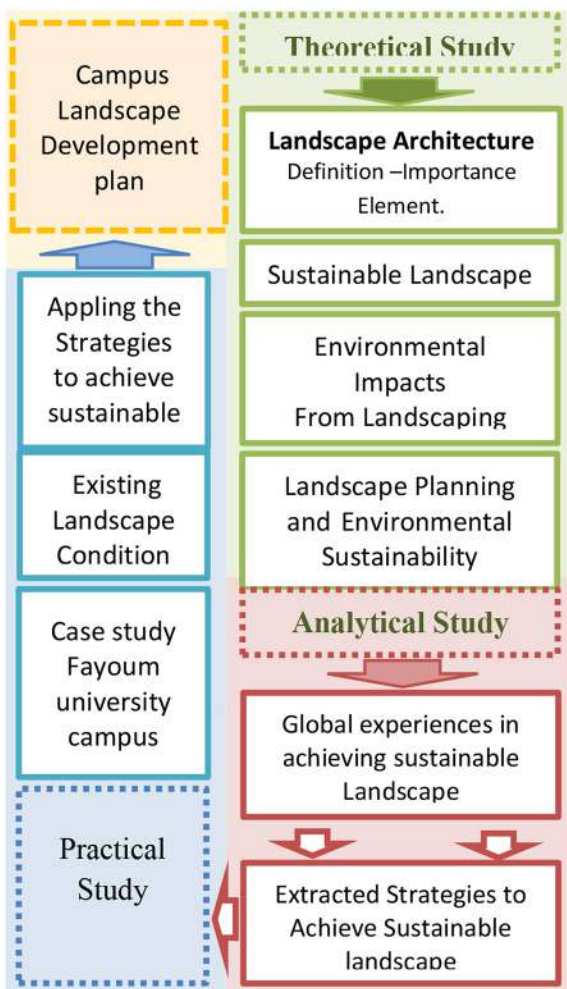 Campus
Landscape
Development
plan
Appling the
Strategies
to achieve
sustainable
Existing
Landscape
Condition
Case study
Fayoum
university
campus
Practical
Study
Theoretical Study
Landscape Architecture
Definition –Importance
Element.
Sustainable Landscape
Environmental
Impacts
From Landscaping
Landscape Planning
and Environmental
Sustainability
Analytical Study
Global experiences in
achieving sustainable
Landscape
Extracted Strategies to
Achieve Sustainable
landscape